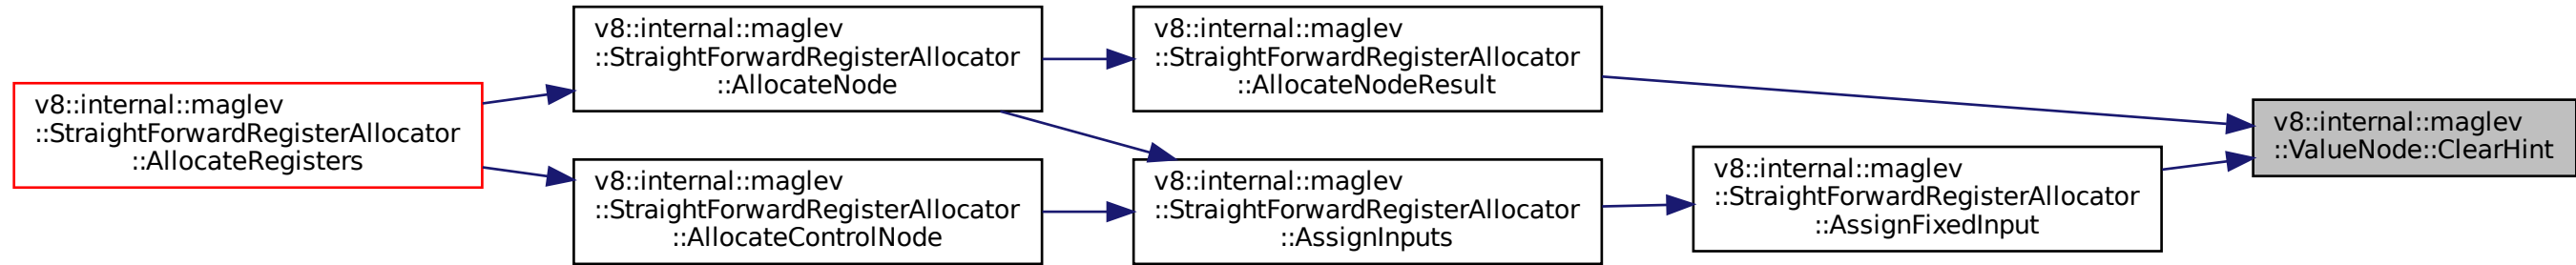 v8::internal::maglev
::StraightForwardRegisterAllocator
::AllocateRegisters
v8::internal::maglev
::StraightForwardRegisterAllocator
::AllocateNode
v8::internal::maglev
::StraightForwardRegisterAllocator
::AllocateControlNode
v8::internal::maglev
::StraightForwardRegisterAllocator
::AllocateNodeResult
v8::internal::maglev
::StraightForwardRegisterAllocator
::AssignInputs
v8::internal::maglev
::StraightForwardRegisterAllocator
::AssignFixedInput
v8::internal::maglev
::ValueNode::ClearHint